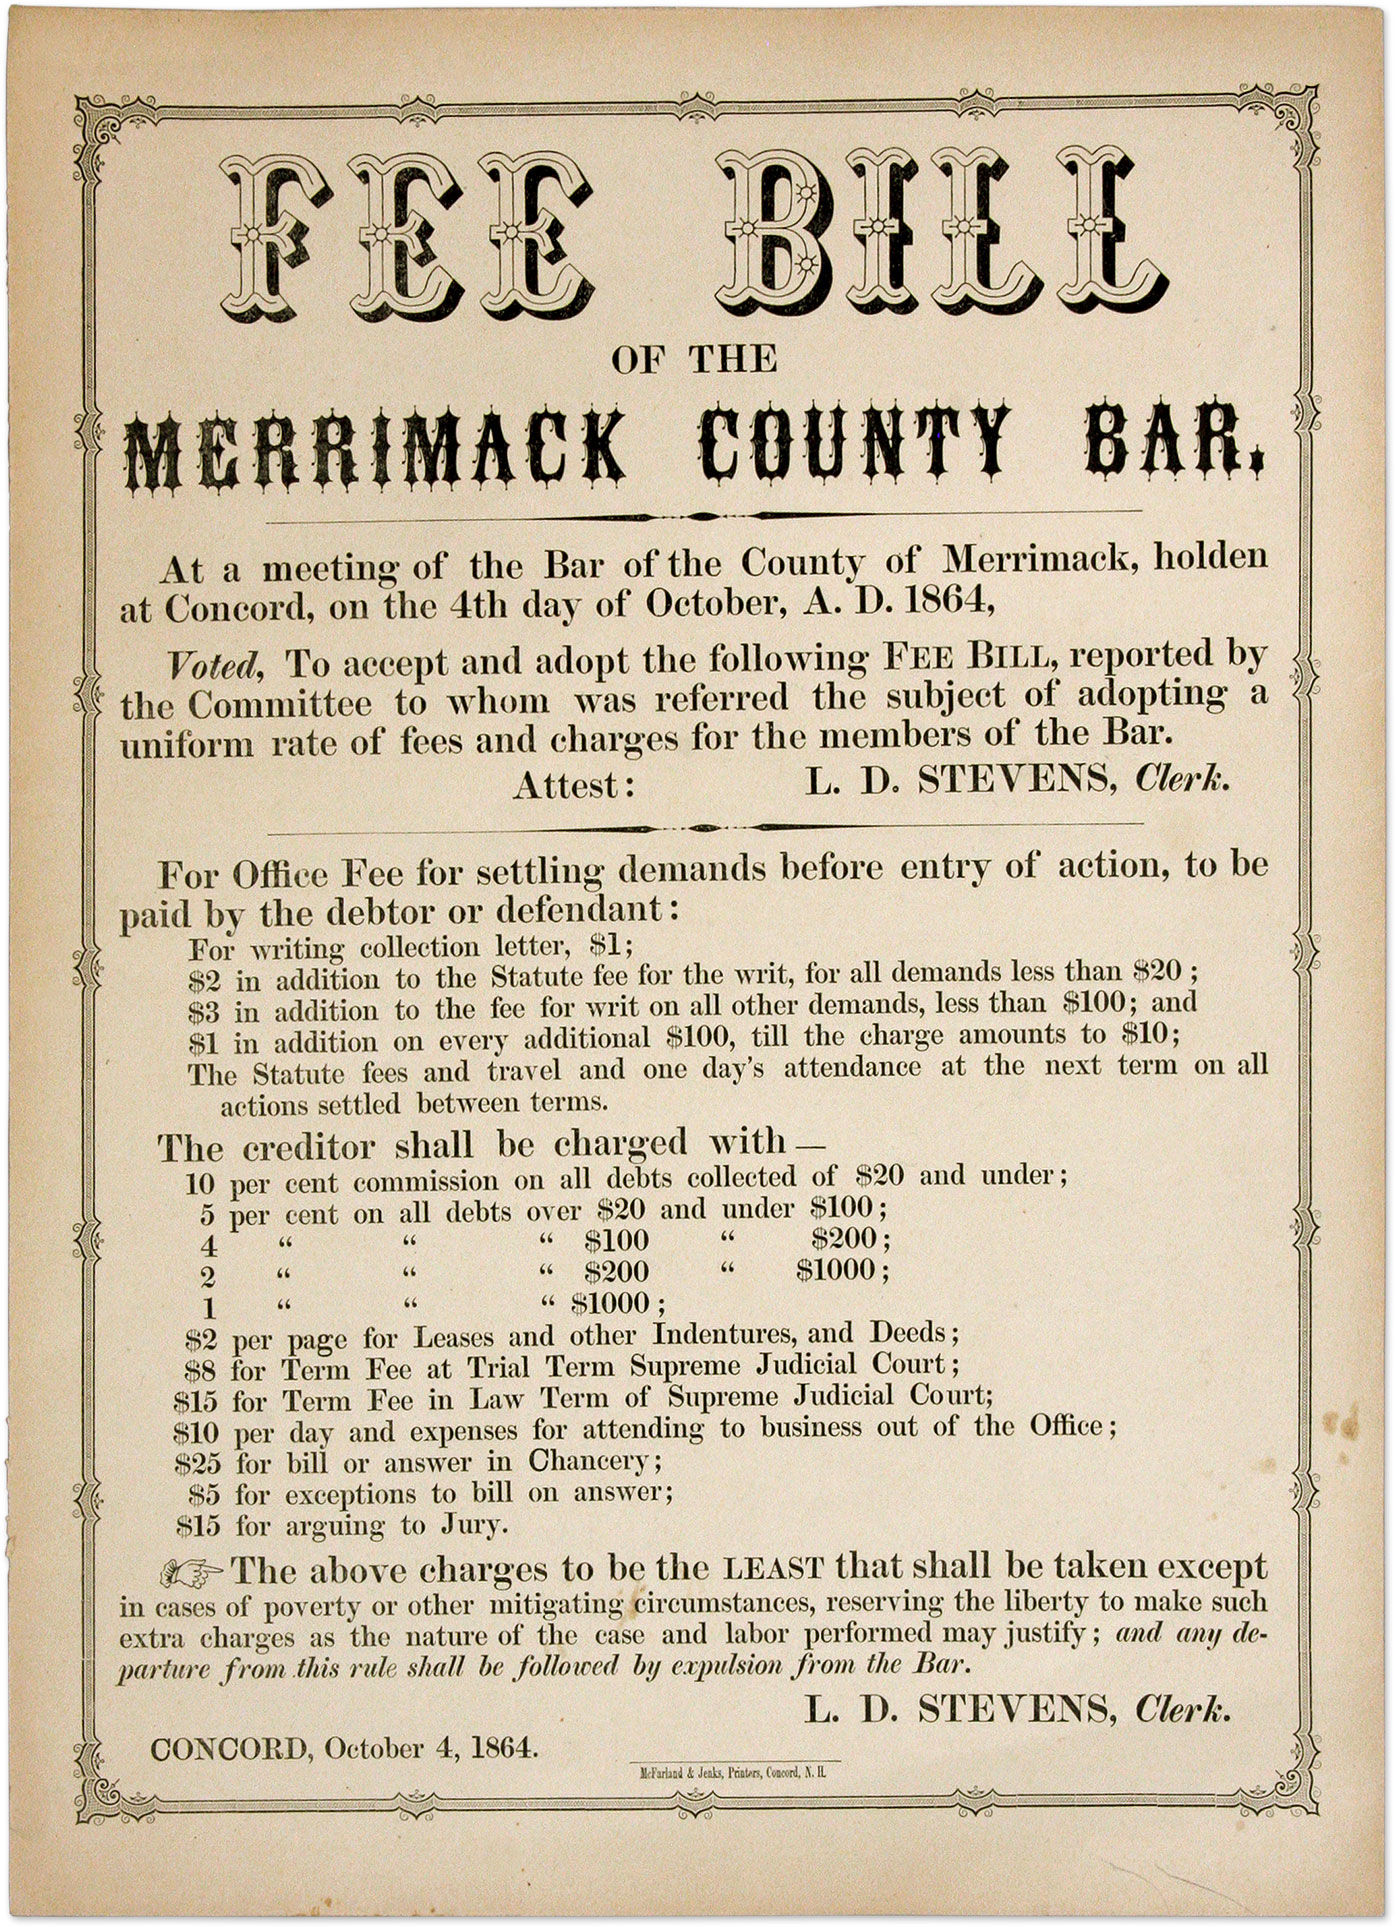 FEE BILL
OF THE
MERRIMACK COUNTY BAR.
At a meeting of the Bar of the County of Merrimack, holden
at Concord, on the 4th day of October, A. D. 1864,
Voted, To accept and adopt the following FEE BILL, reported by
the Committee to whom was referred the subject of adopting a
uniform rate of fees and charges for the members of the Bar.
Attest: L. D. STEVENS, Clerk.
For Office Fee for settling demands before entry of action, to be
paid by the debtor or defendant:
For writing collection letter, $1;
$2 in addition to the Statute fee for the writ, for all demands less than $20;
$3 in addition to the fee for writ on all other demands, less than $100; and
$1 in addition on every additional $100, till the charge amounts to $10;
The Statute fees and travel and one day's attendance at the next term on all
actions settled between terms.
The creditor shall be charged with—
10 per cent commission on all debts collected of $20 and under;
5 per cent on all debts over $20 and under $100;
4 “ “ “ $100 “ $200;
2 “ “ “ $200 “ $1000;
1 “ “ “ $1000;
$2 per page for Leases and other Indentures, and Deeds;
$8 for Term Fee at Trial Term Supreme Judicial Court;
$15 for Term Fee in Law Term of Supreme Judicial Court;
$10 per day and expenses for attending to business out of the Office;
$25 for bill or answer in Chancery;
$5 for exceptions to bill on answer;
$15 for arguing to Jury.
☞ The above charges to be the LEAST that shall be taken except
in cases of poverty or other mitigating circumstances, reserving the liberty to make such
extra charges as the nature of the case and labor performed may justify; and any de-
parture from this rule shall be followed by expulsion from the Bar.
L. D. STEVENS, Clerk.
CONCORD, October 4, 1864.
McFarland & Jenks, Printers, Concord, N. H.